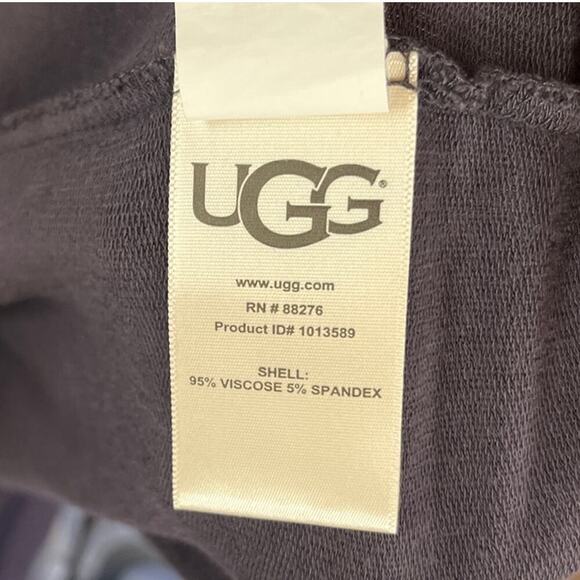 UGG®
www.ugg.com
RN # 88276
Product ID# 1013589
SHELL:
95% VISCOSE 5% SPANDEX